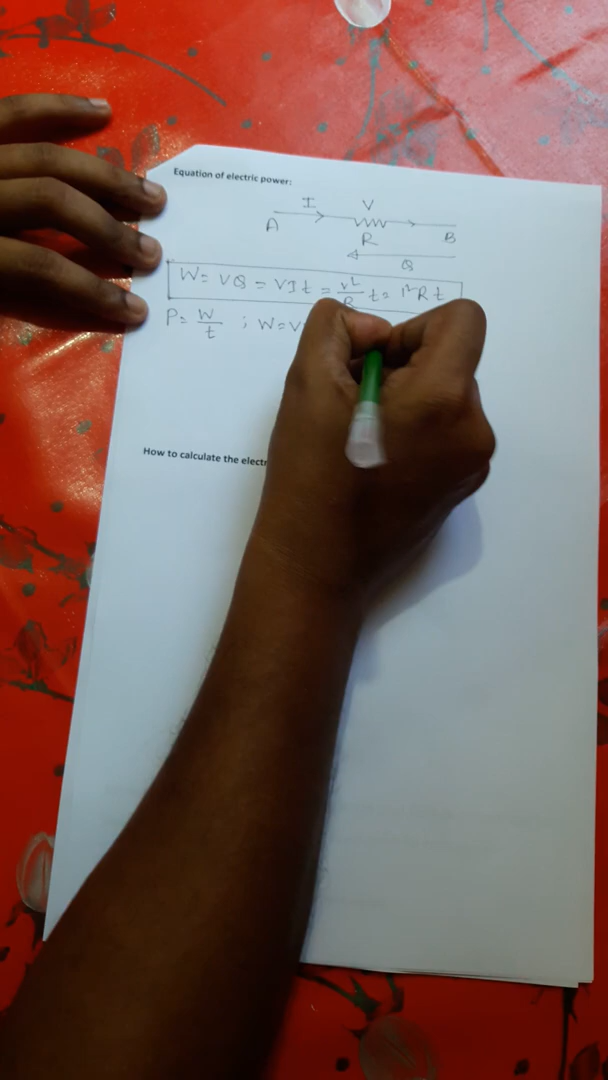 Equation of electric power:
I V
A R B
Q
W= VQ = VIt = V²/R t= I²Rt
P= W/t ; W=V
How to calculate the electr